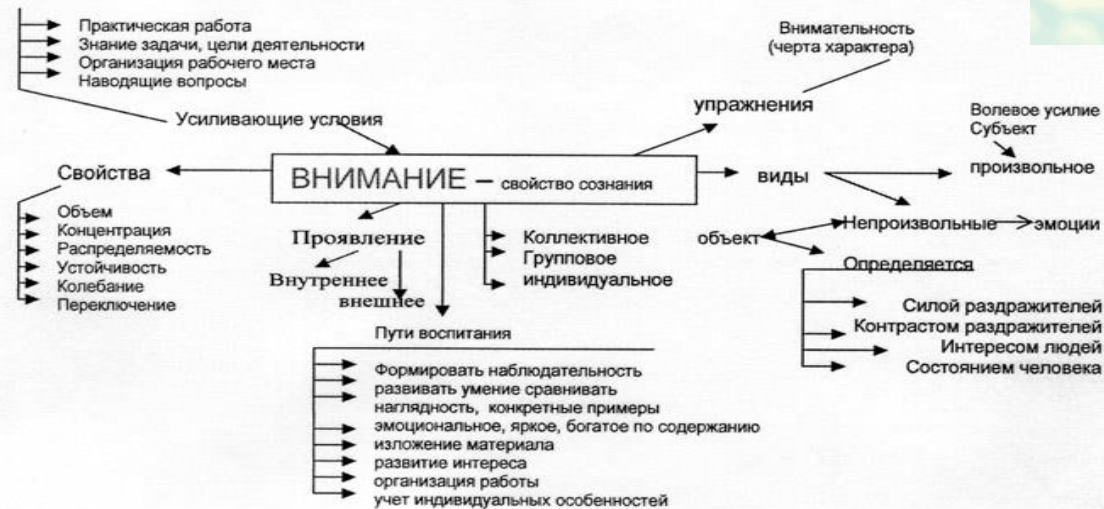 Практическая работа
Знание задачи, цели деятельности
Организация рабочего места
Наводящие вопросы
Усиливающие условия
Внимательность
(черта характера)
упражнения
Волевое усилие
Субъект
произвольное
Свойства
ВНИМАНИЕ – свойство сознания
виды
Объем
Концентрация
Распределяемость
Устойчивость
Колебание
Переключение
Проявление
Внутреннее
внешнее
Коллективное
Групповое
индивидуальное
объект
Непроизвольные
эмоции
Определяется
Силой раздражителей
Контрастом раздражителей
Интересом людей
Состоянием человека
Пути воспитания
Формировать наблюдательность
развивать умение сравнивать
наглядность, конкретные примеры
эмоциональное, яркое, богатое по содержанию
изложение материала
развитие интереса
организация работы
учет индивидуальных особенностей